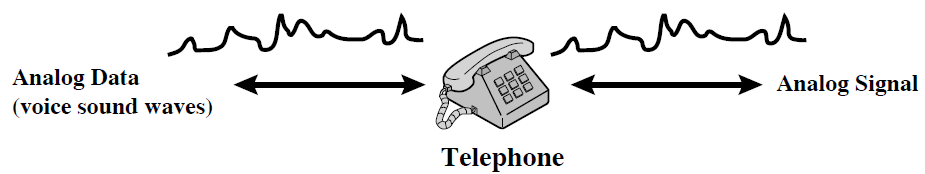 Analog Data
(voice sound waves)
Analog Signal
Telephone